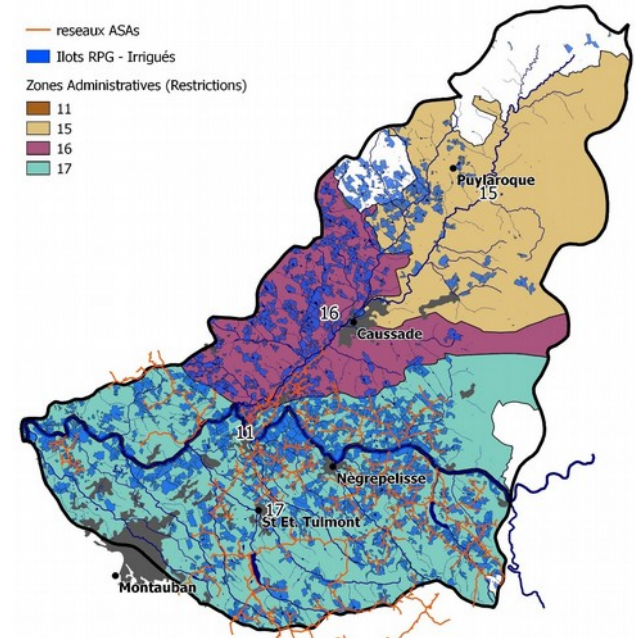 reseaux ASAs
Ilots RPG - Irrigués
Zones Administratives (Restrictions)
11
15
16
17
Puylaroque
15
16
Caussade
11
Nègrepelisse
17
St Et. Tulmont
Montauban